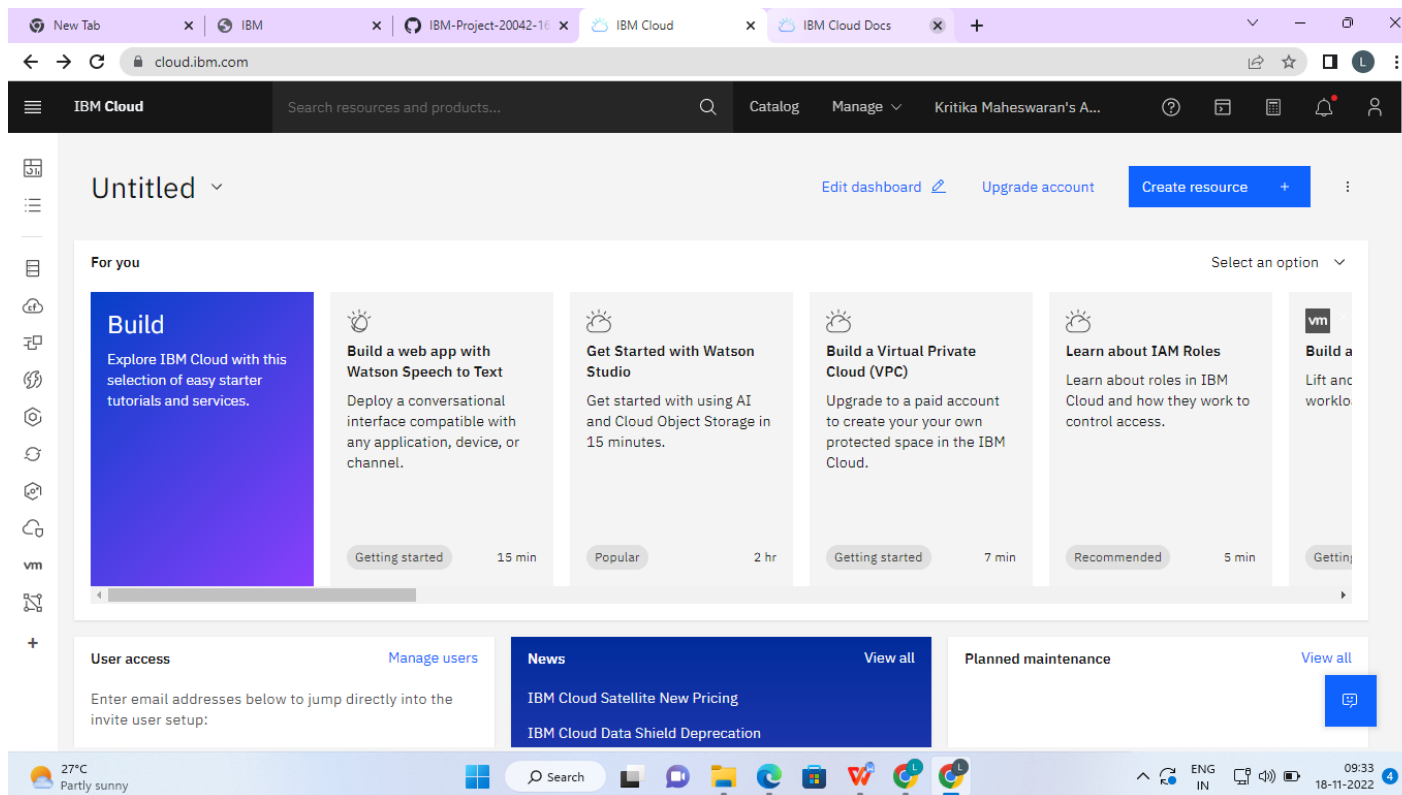 New Tab
IBM
IBM-Project-20042-16
IBM Cloud
IBM Cloud Docs
cloud.ibm.com
L
IBM Cloud
Search resources and products...
Catalog
Manage
Kritika Maheswaran's A...
Untitled
Edit dashboard
Upgrade account
Create resource +
For you
Select an option
Build
Explore IBM Cloud with this
selection of easy starter
tutorials and services.
Build a web app with
Watson Speech to Text
Deploy a conversational
interface compatible with
any application, device, or
channel.
Getting started
15 min
Get Started with Watson
Studio
Get started with using AI
and Cloud Object Storage in
15 minutes.
Popular
2 hr
Build a Virtual Private
Cloud (VPC)
Upgrade to a paid account
to create your your own
protected space in the IBM
Cloud.
Getting started
7 min
Learn about IAM Roles
Learn about roles in IBM
Cloud and how they work to
control access.
Recommended
5 min
vm
Build a
Lift and
worklo
Getting
vm
User access
Manage users
Enter email addresses below to jump directly into the
invite user setup:
News
View all
IBM Cloud Satellite New Pricing
IBM Cloud Data Shield Deprecation
Planned maintenance
View all
27°C
Partly sunny
Search
ENG
IN
09:33
18-11-2022
4